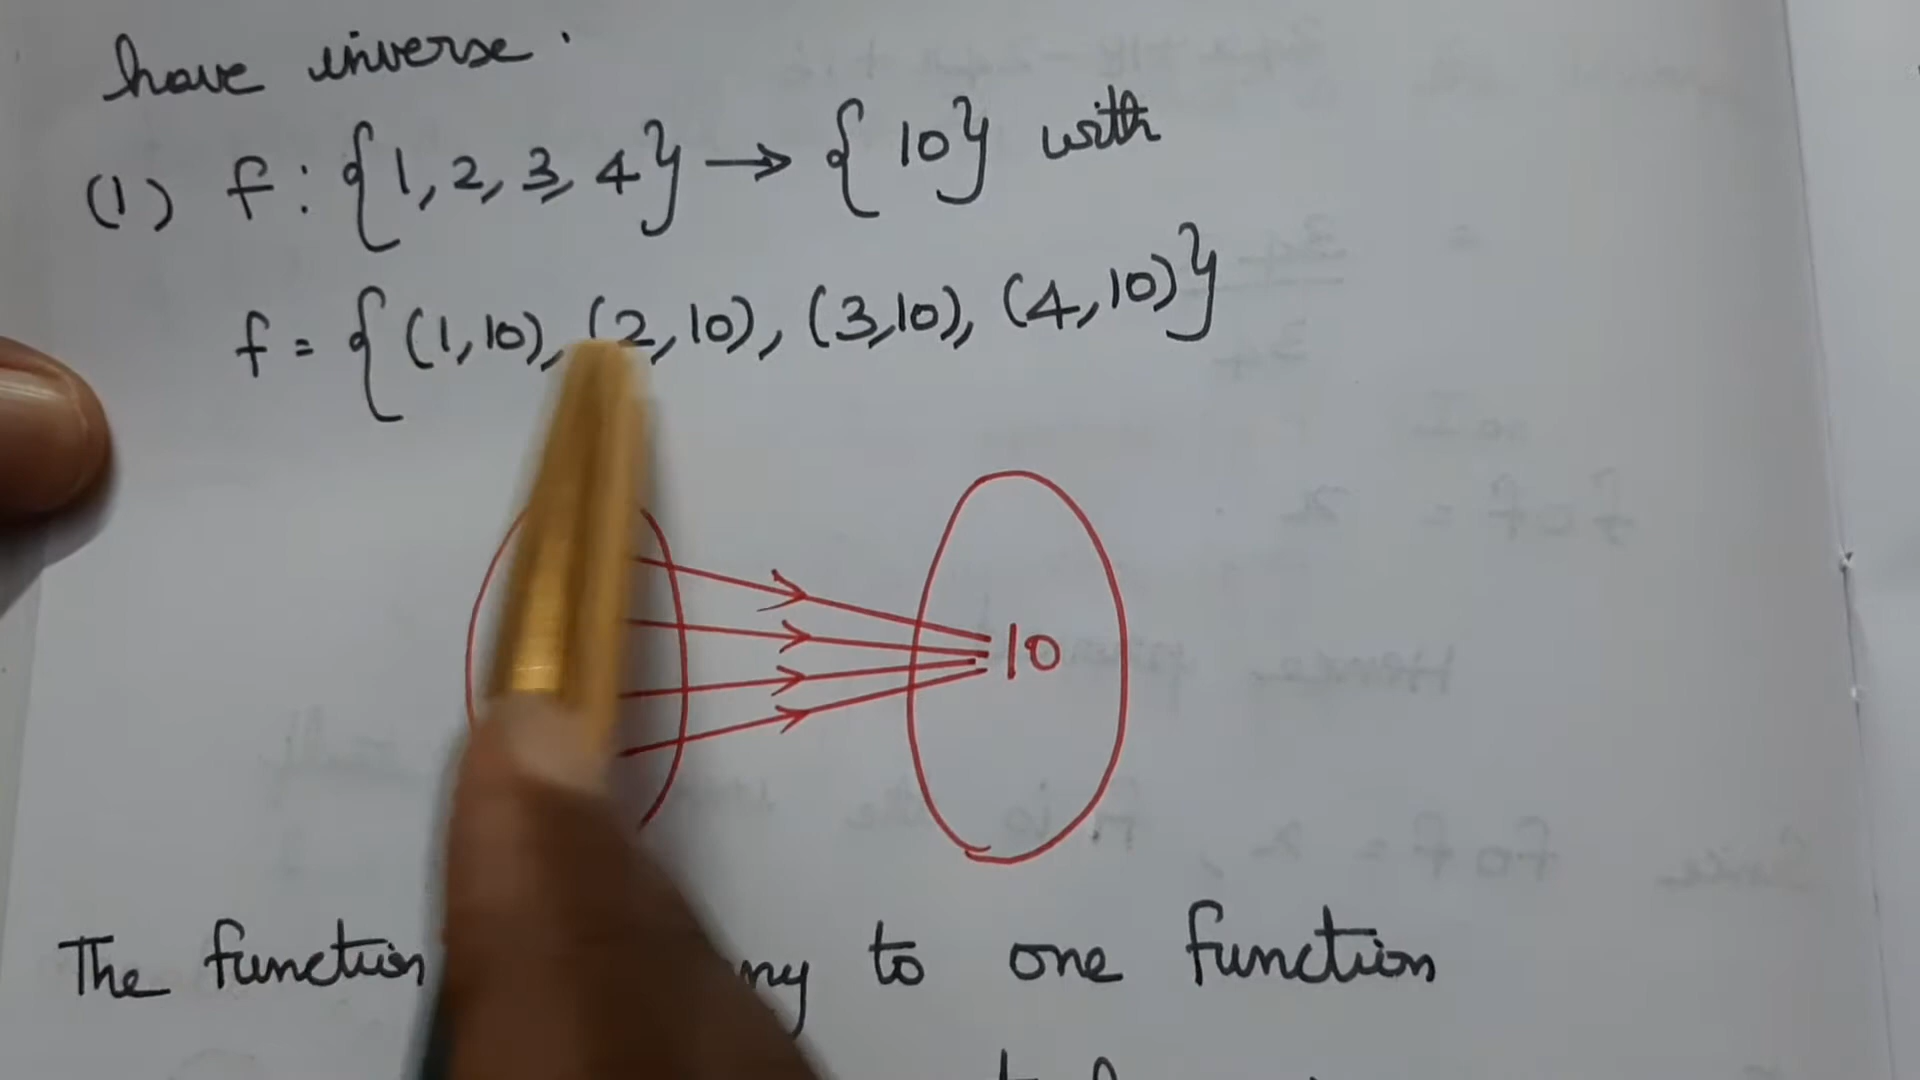 have inverse.
(1) f : {1, 2, 3, 4} → {10} with
f = {(1,10), (2,10), (3,10), (4,10)}
10
The function to one function